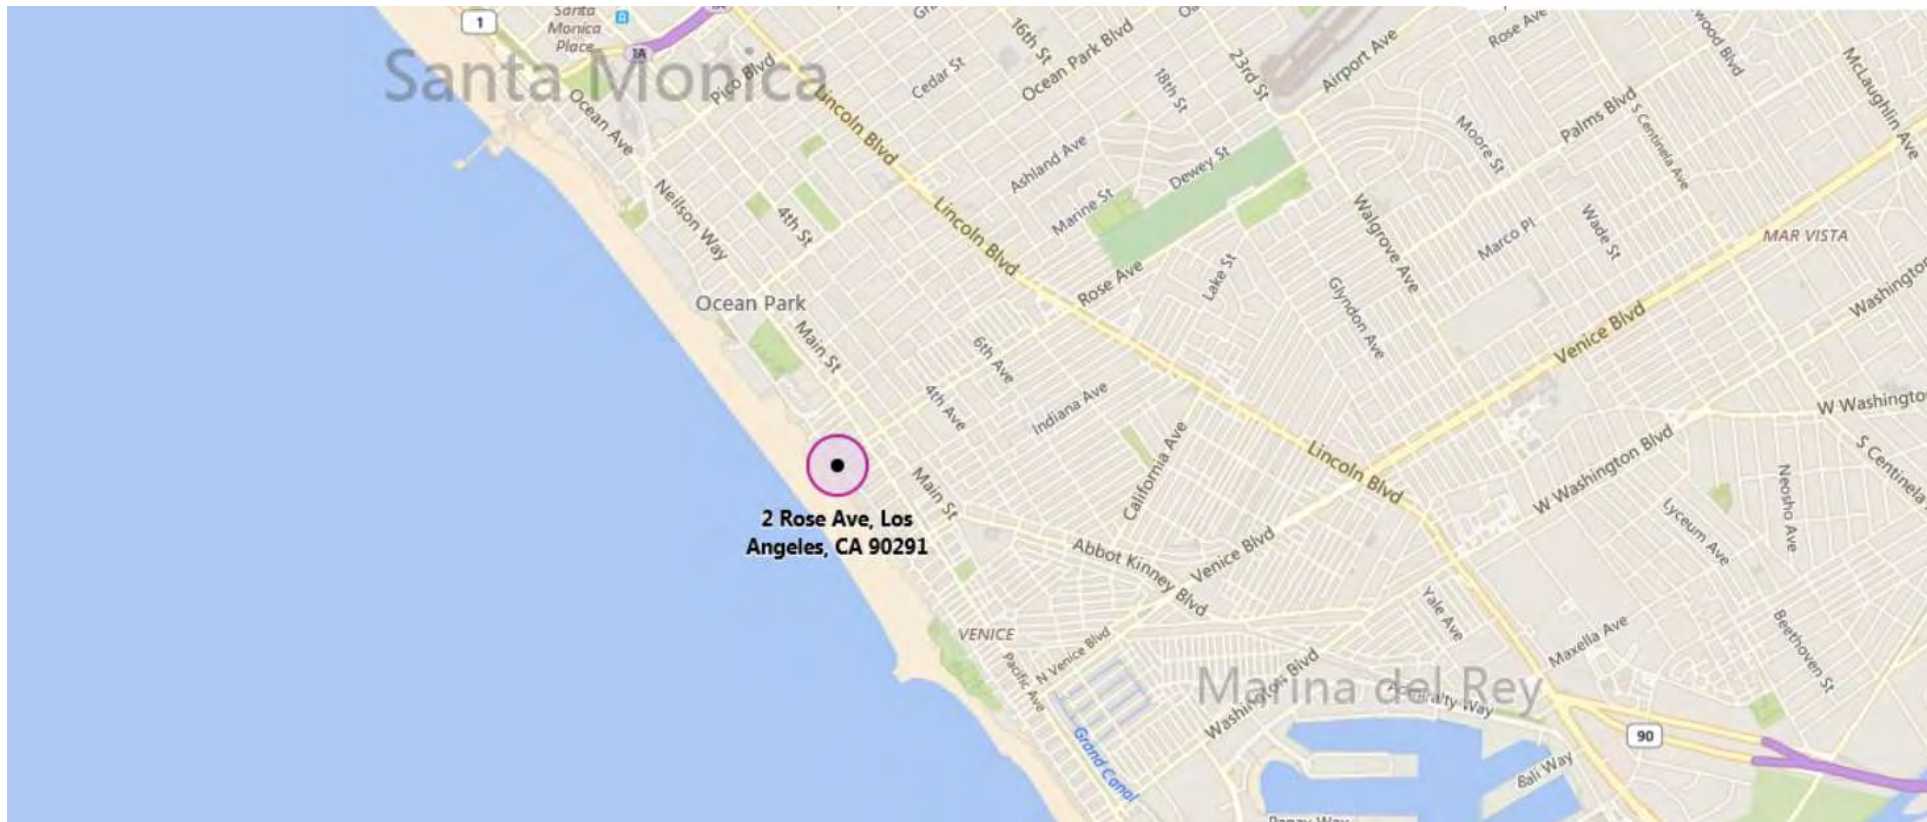 1
Santa
Monica
Place
1A
16th St
Ocean Park Blvd
23rd St
Airport Ave
Rose Ave
McLaughlin Ave
Santa Monica
Pico Blvd
Cedar St
18th St
Lincoln Blvd
Ocean Ave
Palms Blvd
S Centinela Ave
Moore St
Ashland Ave
Dewey St
Marine St
Neilson Way
4th St
Lincoln Blvd
Walgrove Ave
Wade St
Marco Pl
MAR VISTA
Rose Ave
Lake St
Washington
Ocean Park
Main St
Glyndon Ave
Venice Blvd
6th Ave
4th Ave
Indiana Ave
W Washington
California Ave
Lincoln Blvd
W Washington Blvd
S Centinela
Main St
Neosho Ave
Lyceum Ave
2 Rose Ave, Los
Angeles, CA 90291
Abbot Kinney Blvd
Venice Blvd
Yale Ave
Maxella Ave
Beethoven St
VENICE
N Venice Blvd
Pacific Ave
Washington Blvd
Marina del Rey
Admiralty Way
90
Grand Canal
Bali Way